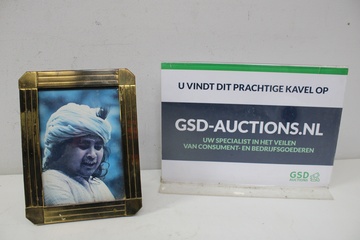 U VINDT DIT PRACHTIGE KAVEL OP
GSD-AUCTIONS.NL
UW SPECIALIST IN HET VEILEN
VAN CONSUMENT- EN BEDRIJFSGOEDEREN
GSD